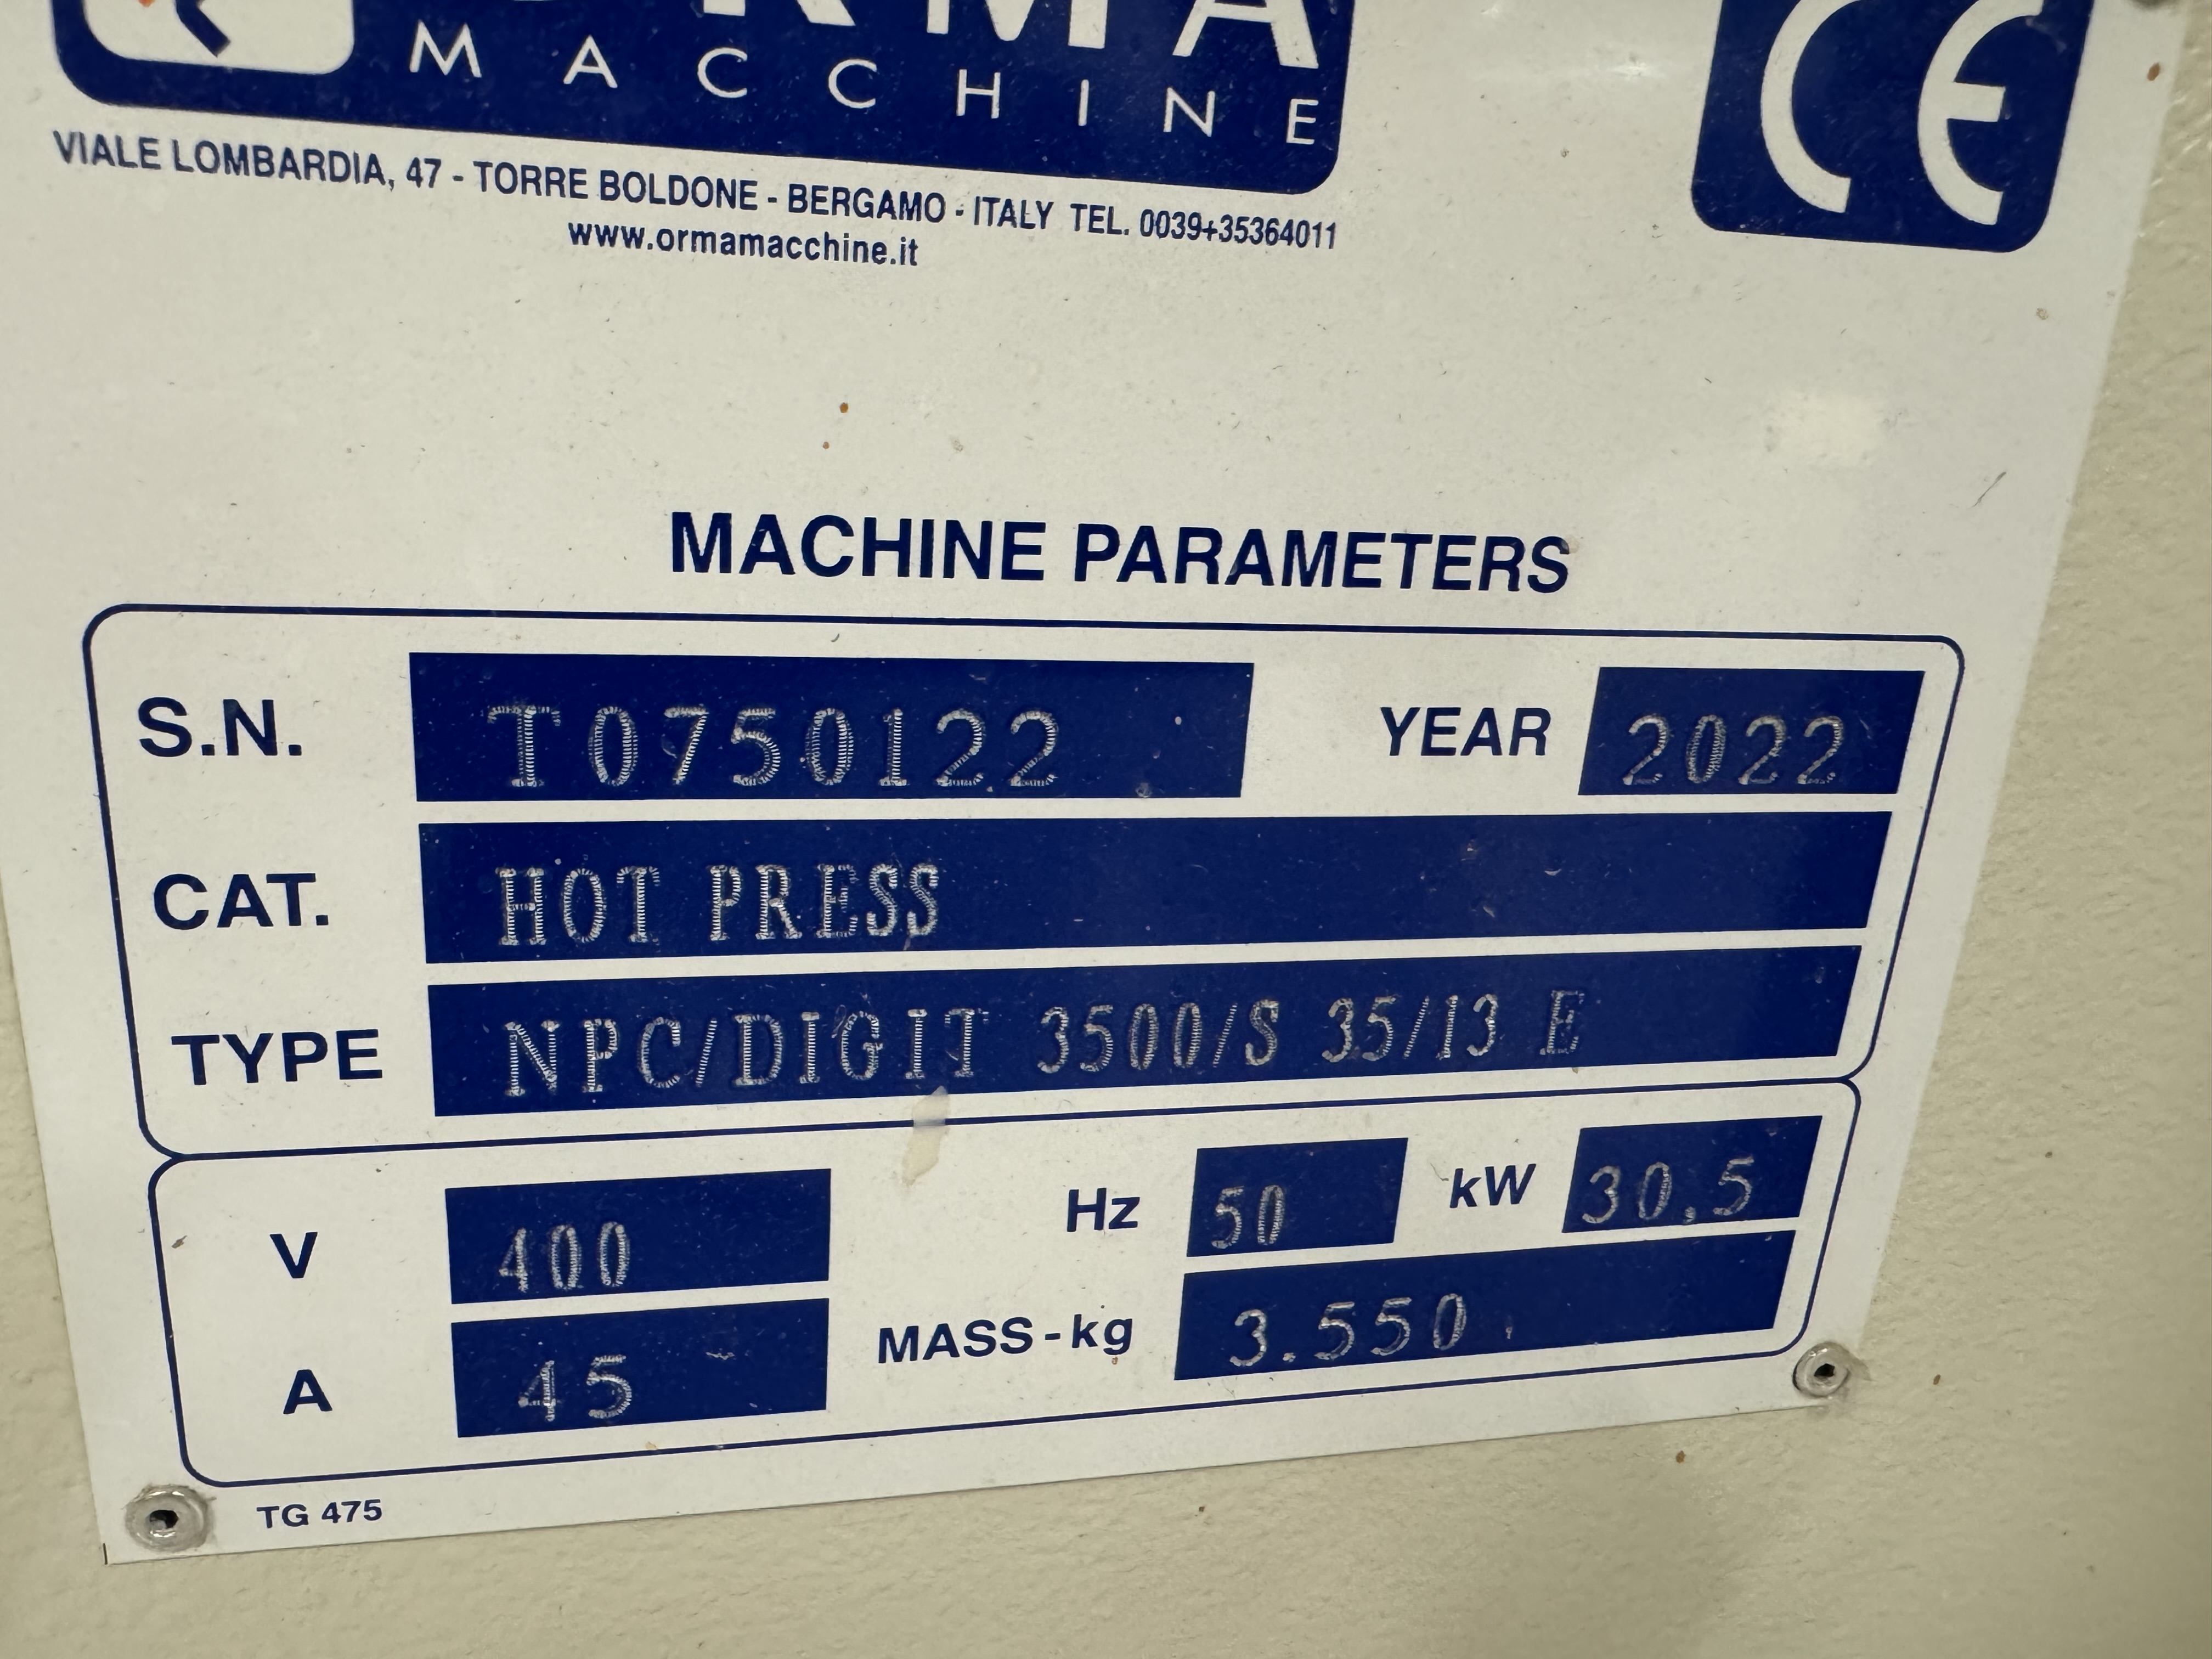 ORMA
MACCHINE
CE
VIALE LOMBARDIA, 47 - TORRE BOLDONE - BERGAMO - ITALY TEL. 0039+35364011
www.ormamacchine.it
MACHINE PARAMETERS
S.N. T0750122 YEAR 2022
CAT. HOT PRESS
TYPE NPC/DIGIT 3500/S 35/13 E
V 400 Hz 50 kW 30.5
A 45 MASS-kg 3.550
TG 475